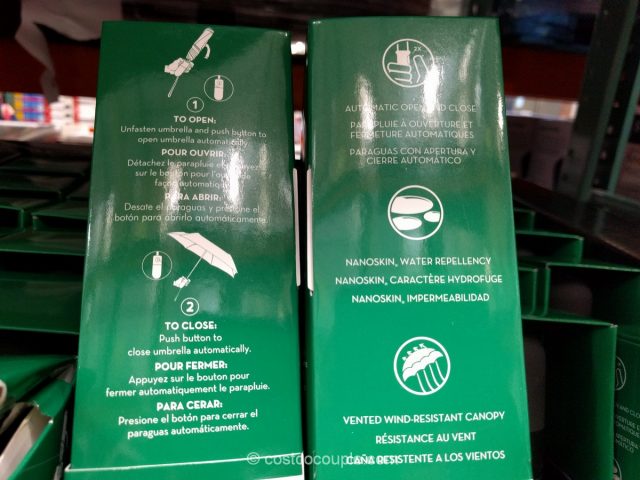 1
TO OPEN:
Unfasten umbrella and push button to
open umbrella automatically.
POUR OUVRIR:
Détachez le parapluie et
sur le bouton pour
façon automatique.
PARA ABRIR:
Desate el paraguas y presione el
botón para abrirlo automáticamente.
2
TO CLOSE:
Push button to
close umbrella automatically.
POUR FERMER:
Appuyez sur le bouton pour
fermer automatiquement le parapluie.
PARA CERAR:
Presione el botón para cerrar el
paraguas automáticamente.
2X
AUTOMATIC OPEN AND CLOSE
PARAPLUIE À OUVERTURE ET
FERMETURE AUTOMATIQUES
PARAGUAS CON APERTURA Y
CIERRE AUTOMÁTICO
NANOSKIN, WATER REPELLENCY
NANOSKIN, CARACTÈRE HYDROFUGE
NANOSKIN, IMPERMEABILIDAD
VENTED WIND-RESISTANT CANOPY
RÉSISTANCE AU VENT
RESISTENTE A LOS VIENTOS